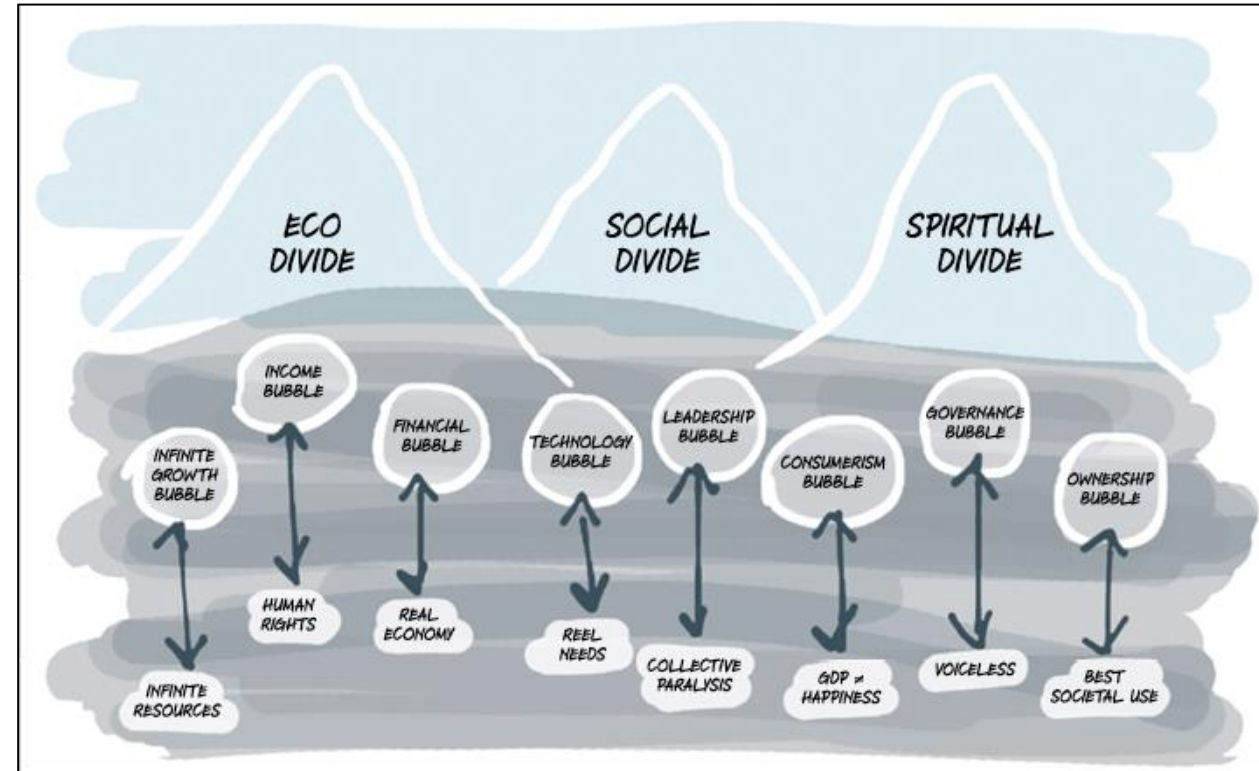 ECO
DIVIDE
SOCIAL
DIVIDE
SPIRITUAL
DIVIDE
INFINITE
GROWTH
BUBBLE
INCOME
BUBBLE
FINANCIAL
BUBBLE
TECHNOLOGY
BUBBLE
LEADERSHIP
BUBBLE
CONSUMERISM
BUBBLE
GOVERNANCE
BUBBLE
OWNERSHIP
BUBBLE
INFINITE
RESOURCES
HUMAN
RIGHTS
REAL
ECONOMY
REEL
NEEDS
COLLECTIVE
PARALYSIS
GDP ≠
HAPPINESS
VOICELESS
BEST
SOCIETAL USE